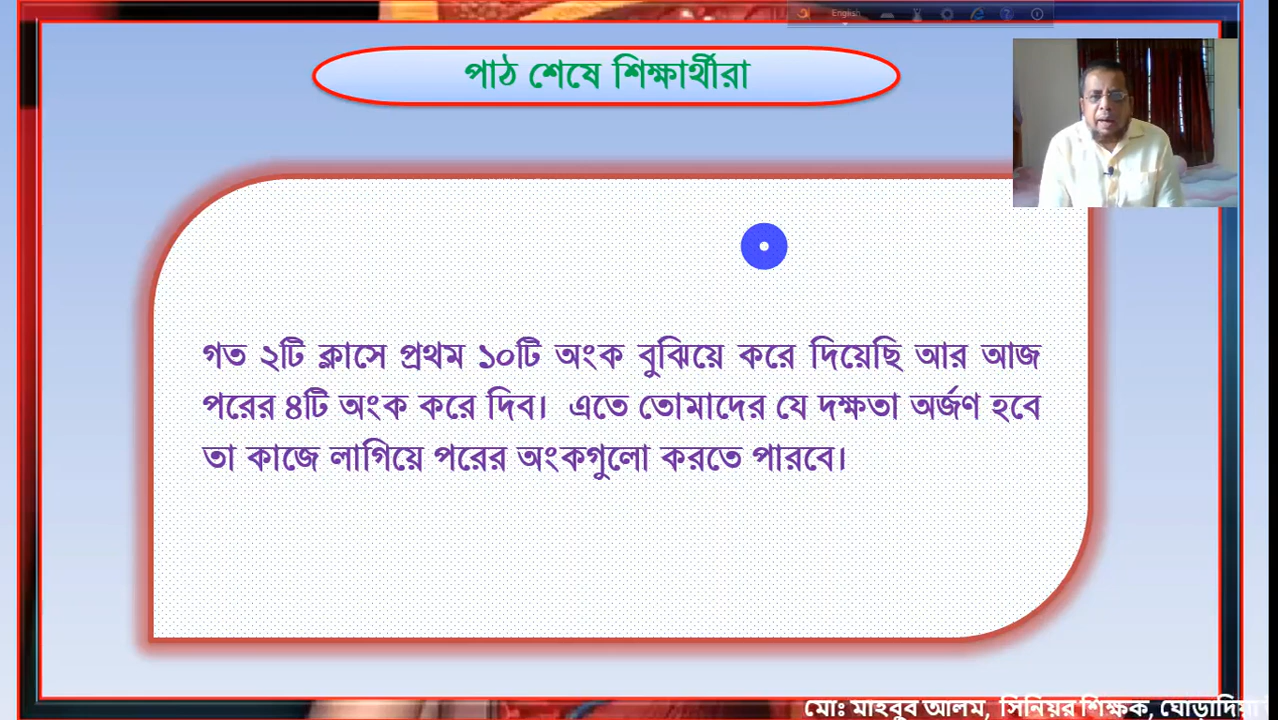 English
পাঠ শেষে শিক্ষার্থীরা
গত ২টি ক্লাসে প্রথম ১০টি অংক বুঝিয়ে করে দিয়েছি আর আজ
পরের ৪টি অংক করে দিব। এতে তোমাদের যে দক্ষতা অর্জণ হবে
তা কাজে লাগিয়ে পরের অংকগুলো করতে পারবে।
মোঃ মাহবুব আলম, সিনিয়র শিক্ষক, ঘোড়াদিয়া